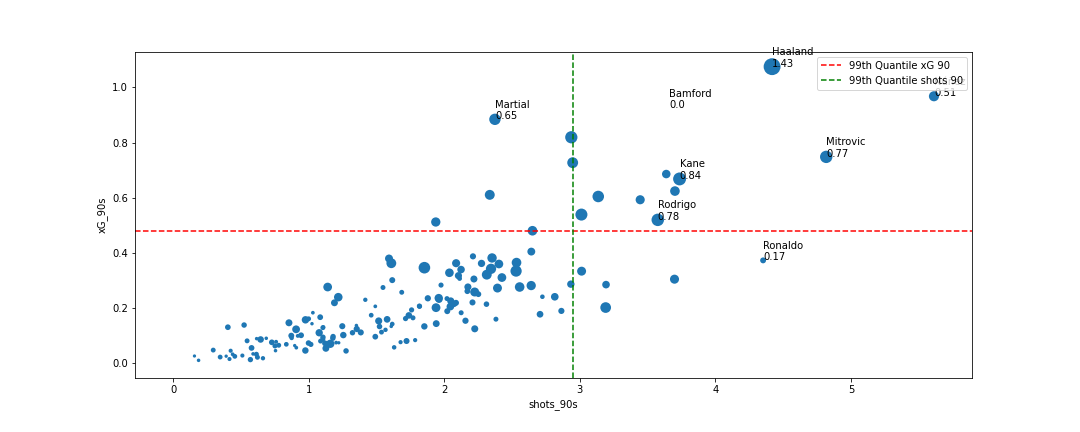 Haaland
1.43
99th Quantile xG 90
99th Quantile shots 90
0.51
Bamford
0.0
Martial
0.65
Mitrovic
0.77
Kane
0.84
Rodrigo
0.78
Ronaldo
0.17
1.0
0.8
0.6
0.4
0.2
0.0
xG_90s
0
1
2
3
4
5
shots_90s